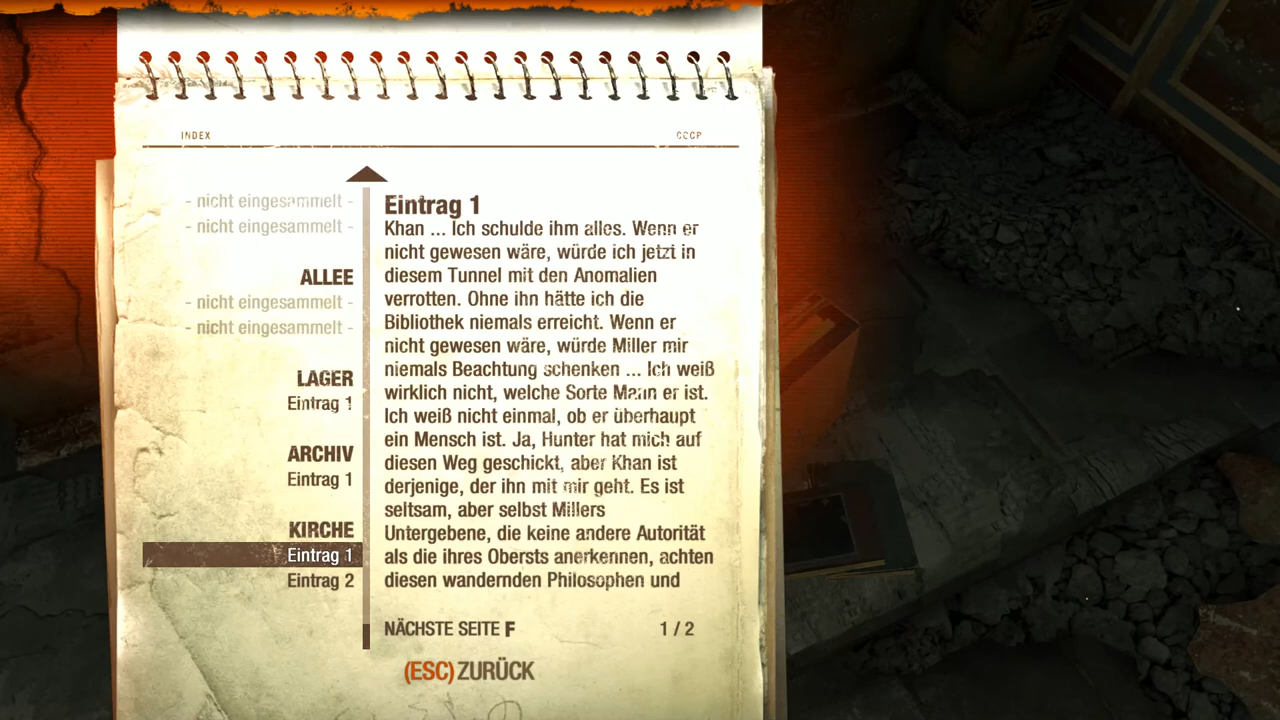 INDEX
CCCP
- nicht eingesammelt -
- nicht eingesammelt -
ALLEE
- nicht eingesammelt -
- nicht eingesammelt -
LAGER
Eintrag 1
ARCHIV
Eintrag 1
KIRCHE
Eintrag 1
Eintrag 2
Eintrag 1
Khan ... Ich schulde ihm alles. Wenn er
nicht gewesen wäre, würde ich jetzt in
diesem Tunnel mit den Anomalien
verrotten. Ohne ihn hätte ich die
Bibliothek niemals erreicht. Wenn er
nicht gewesen wäre, würde Miller mir
niemals Beachtung schenken ... Ich weiß
wirklich nicht, welche Sorte Mann er ist.
Ich weiß nicht einmal, ob er überhaupt
ein Mensch ist. Ja, Hunter hat mich auf
diesen Weg geschickt, aber Khan ist
derjenige, der ihn mit mir geht. Es ist
seltsam, aber selbst Millers
Untergebene, die keine andere Autorität
als die ihres Obersts anerkennen, achten
diesen wandernden Philosophen und
NÄCHSTE SEITE F
1 / 2
(ESC) ZURÜCK